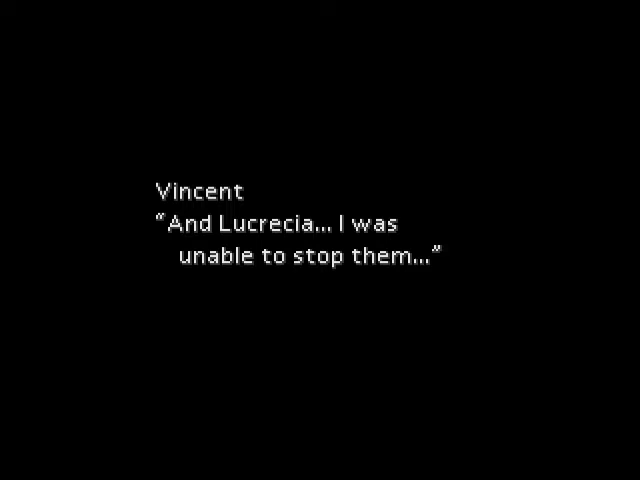 Vincent
“And Lucrecia... I was
unable to stop them...”